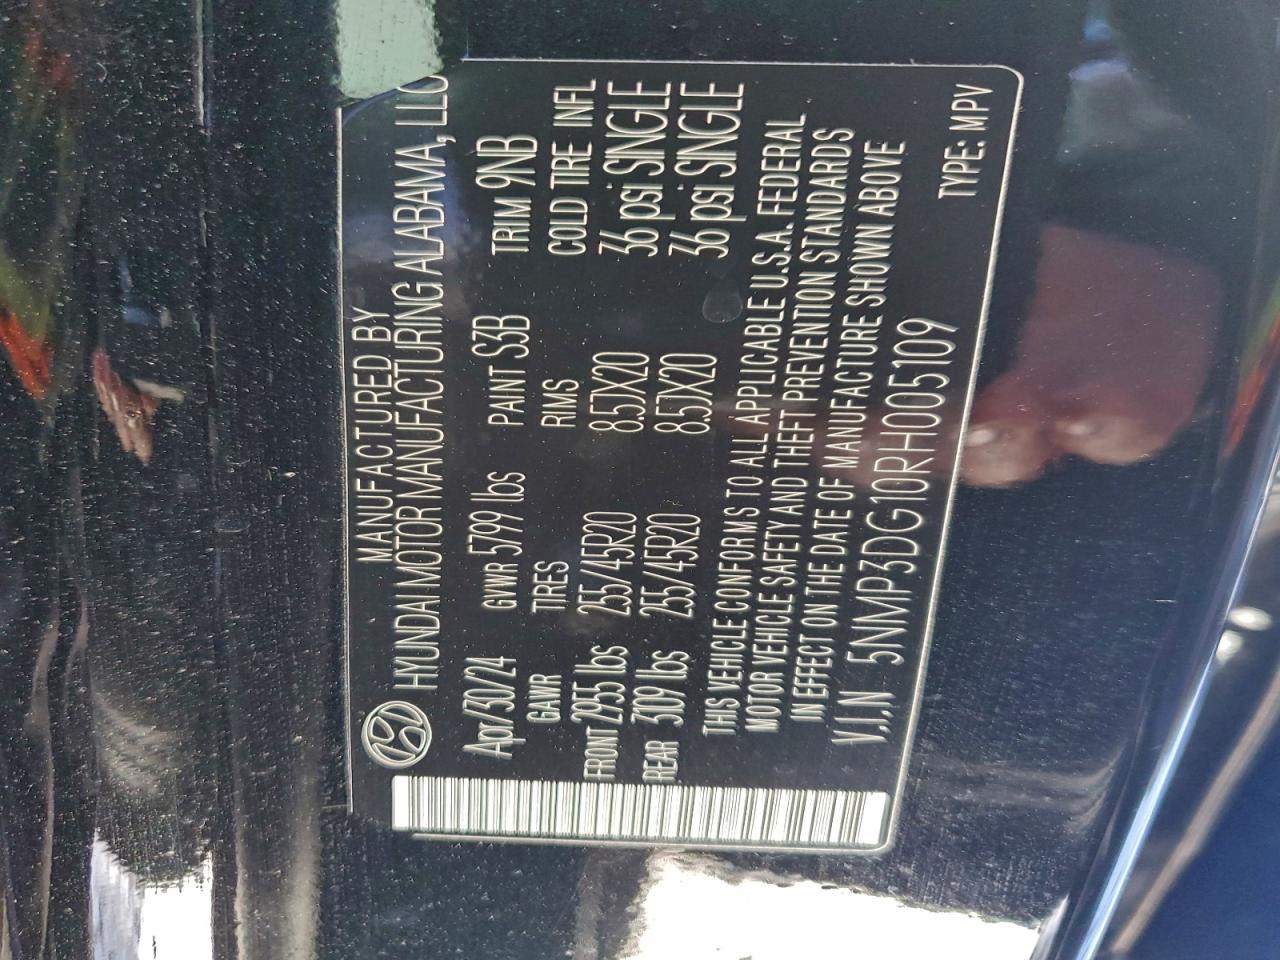 MANUFACTURED BY
HYUNDAI MOTOR MANUFACTURING ALABAMA, LLC
Apr/30/24 GVWR 5799 lbs PAINT S3B TRIM 9NB
GAWR TIRES RIMS COLD TIRE INFL
FRONT 2955 lbs 255/45R20 8.5JX20 36 psi SINGLE
REAR 3109 lbs 255/45R20 8.5JX20 36 psi SINGLE
THIS VEHICLE CONFORMS TO ALL APPLICABLE U.S.A. FEDERAL
MOTOR VEHICLE SAFETY AND THEFT PREVENTION STANDARDS
IN EFFECT ON THE DATE OF MANUFACTURE SHOWN ABOVE
V.I.N 5NMP3DG10RH005109
TYPE: MPV